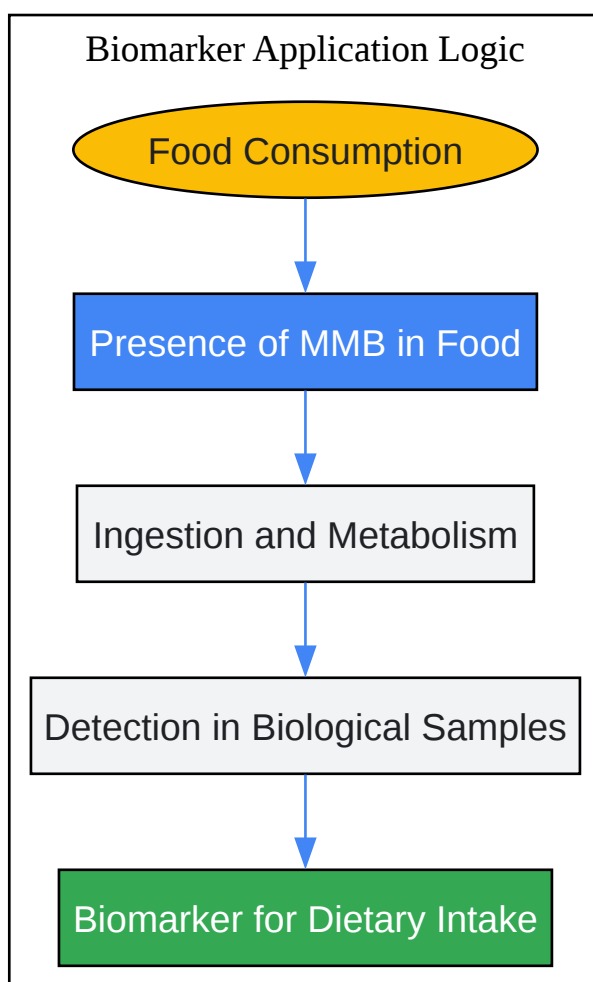 Biomarker Application Logic
Food Consumption
Presence of MMB in Food
Ingestion and Metabolism
Detection in Biological Samples
Biomarker for Dietary Intake